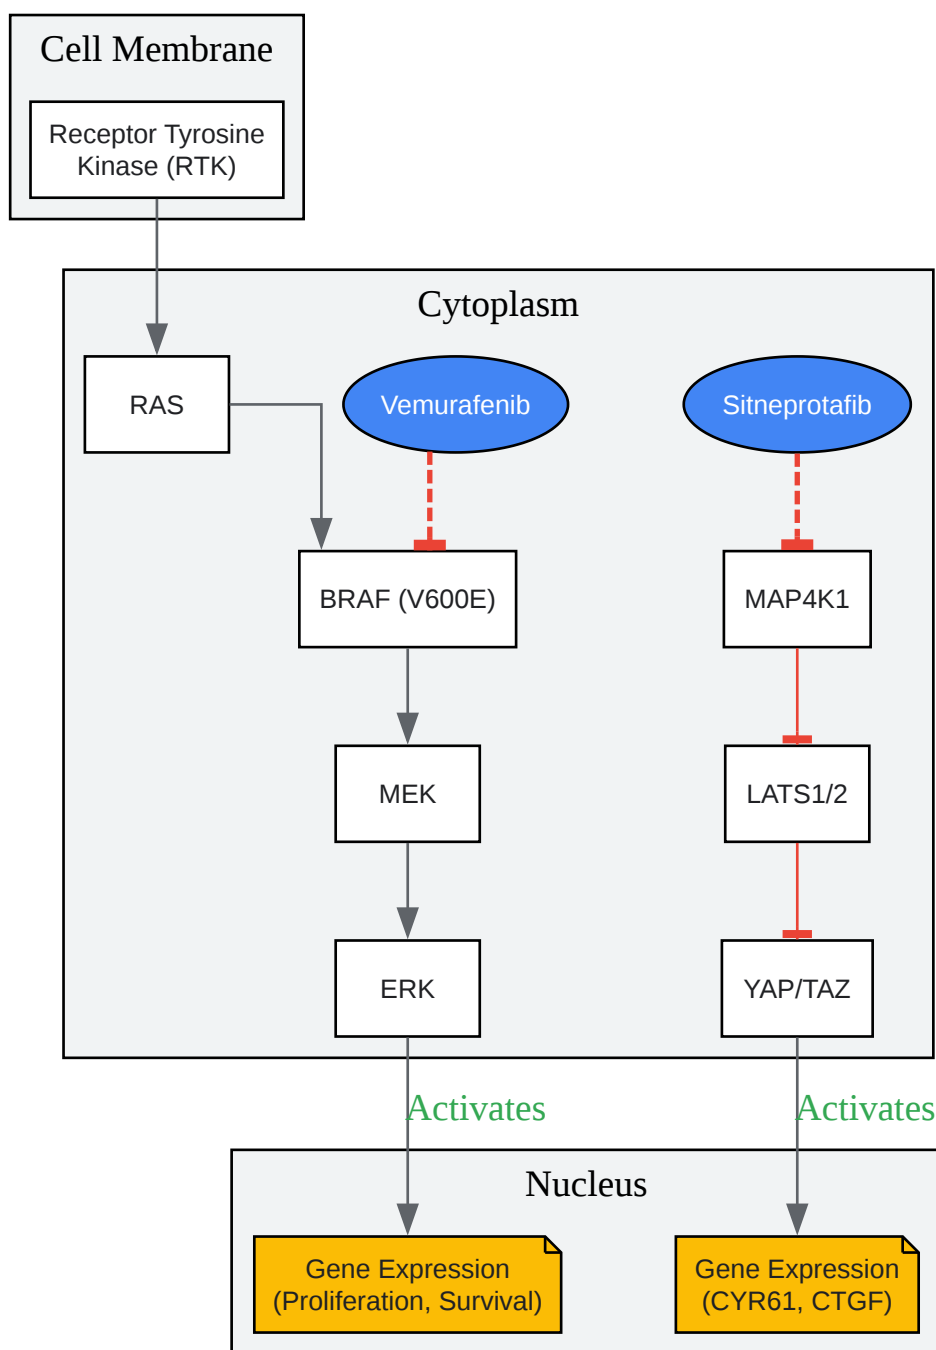 Cell Membrane
Receptor Tyrosine
Kinase (RTK)
Cytoplasm
RAS
Vemurafenib
Sitneprotafib
BRAF (V600E)
MAP4K1
MEK
LATS1/2
ERK
YAP/TAZ
Activates
Activates
Nucleus
Gene Expression
(Proliferation, Survival)
Gene Expression
(CYR61, CTGF)